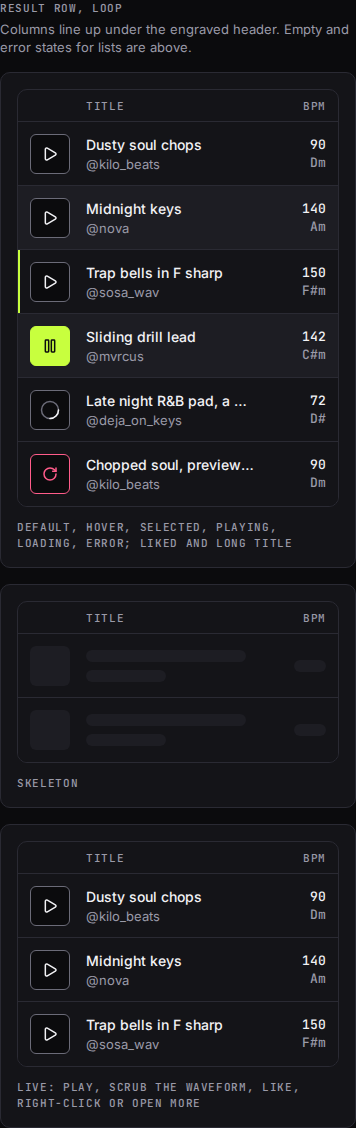 RESULT ROW, LOOP
Columns line up under the engraved header. Empty and
error states for lists are above.
TITLE BPM
Dusty soul chops 90
@kilo_beats Dm
Midnight keys 140
@nova Am
Trap bells in F sharp 150
@sosa_wav F#m
Sliding drill lead 142
@mvrcus C#m
Late night R&B pad, a ... 72
@deja_on_keys D#
Chopped soul, preview... 90
@kilo_beats Dm
DEFAULT, HOVER, SELECTED, PLAYING,
LOADING, ERROR; LIKED AND LONG TITLE
TITLE BPM
SKELETON
TITLE BPM
Dusty soul chops 90
@kilo_beats Dm
Midnight keys 140
@nova Am
Trap bells in F sharp 150
@sosa_wav F#m
LIVE: PLAY, SCRUB THE WAVEFORM, LIKE,
RIGHT-CLICK OR OPEN MORE